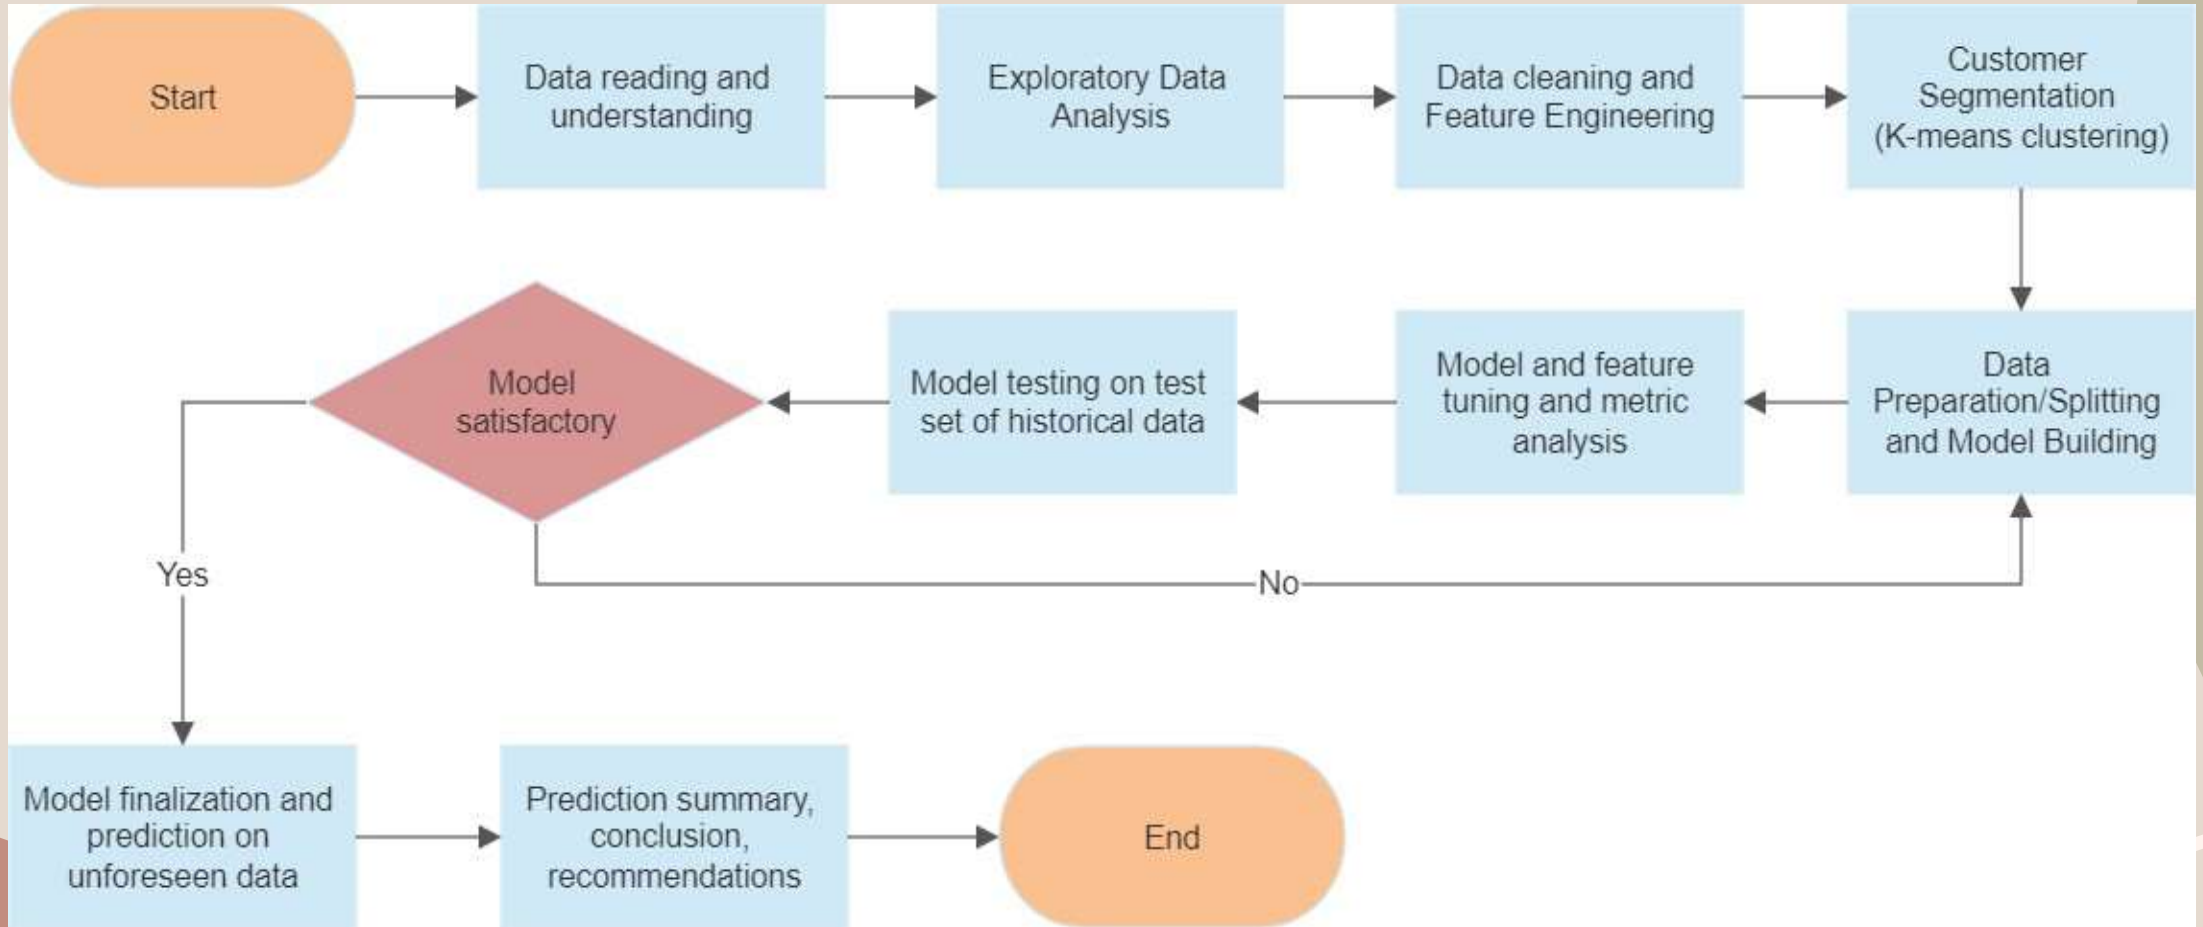 Start
Data reading and
understanding
Exploratory Data
Analysis
Data cleaning and
Feature Engineering
Customer
Segmentation
(K-means clustering)
Data
Preparation/Splitting
and Model Building
Model and feature
tuning and metric
analysis
Model testing on test
set of historical data
Model
satisfactory
Yes
No
Model finalization and
prediction on
unforeseen data
Prediction summary,
conclusion,
recommendations
End